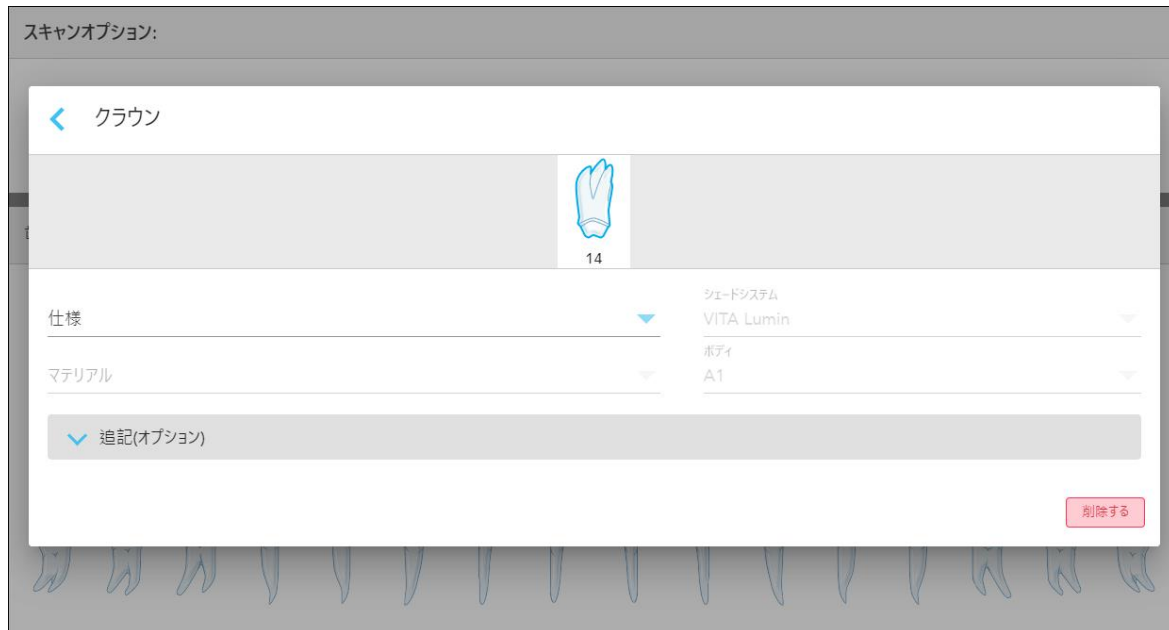 スキャンオプション:
クラウン
14
仕様
シェードシステム
VITA Lumin
マテリアル
ボディ
A1
追記(オプション)
削除する